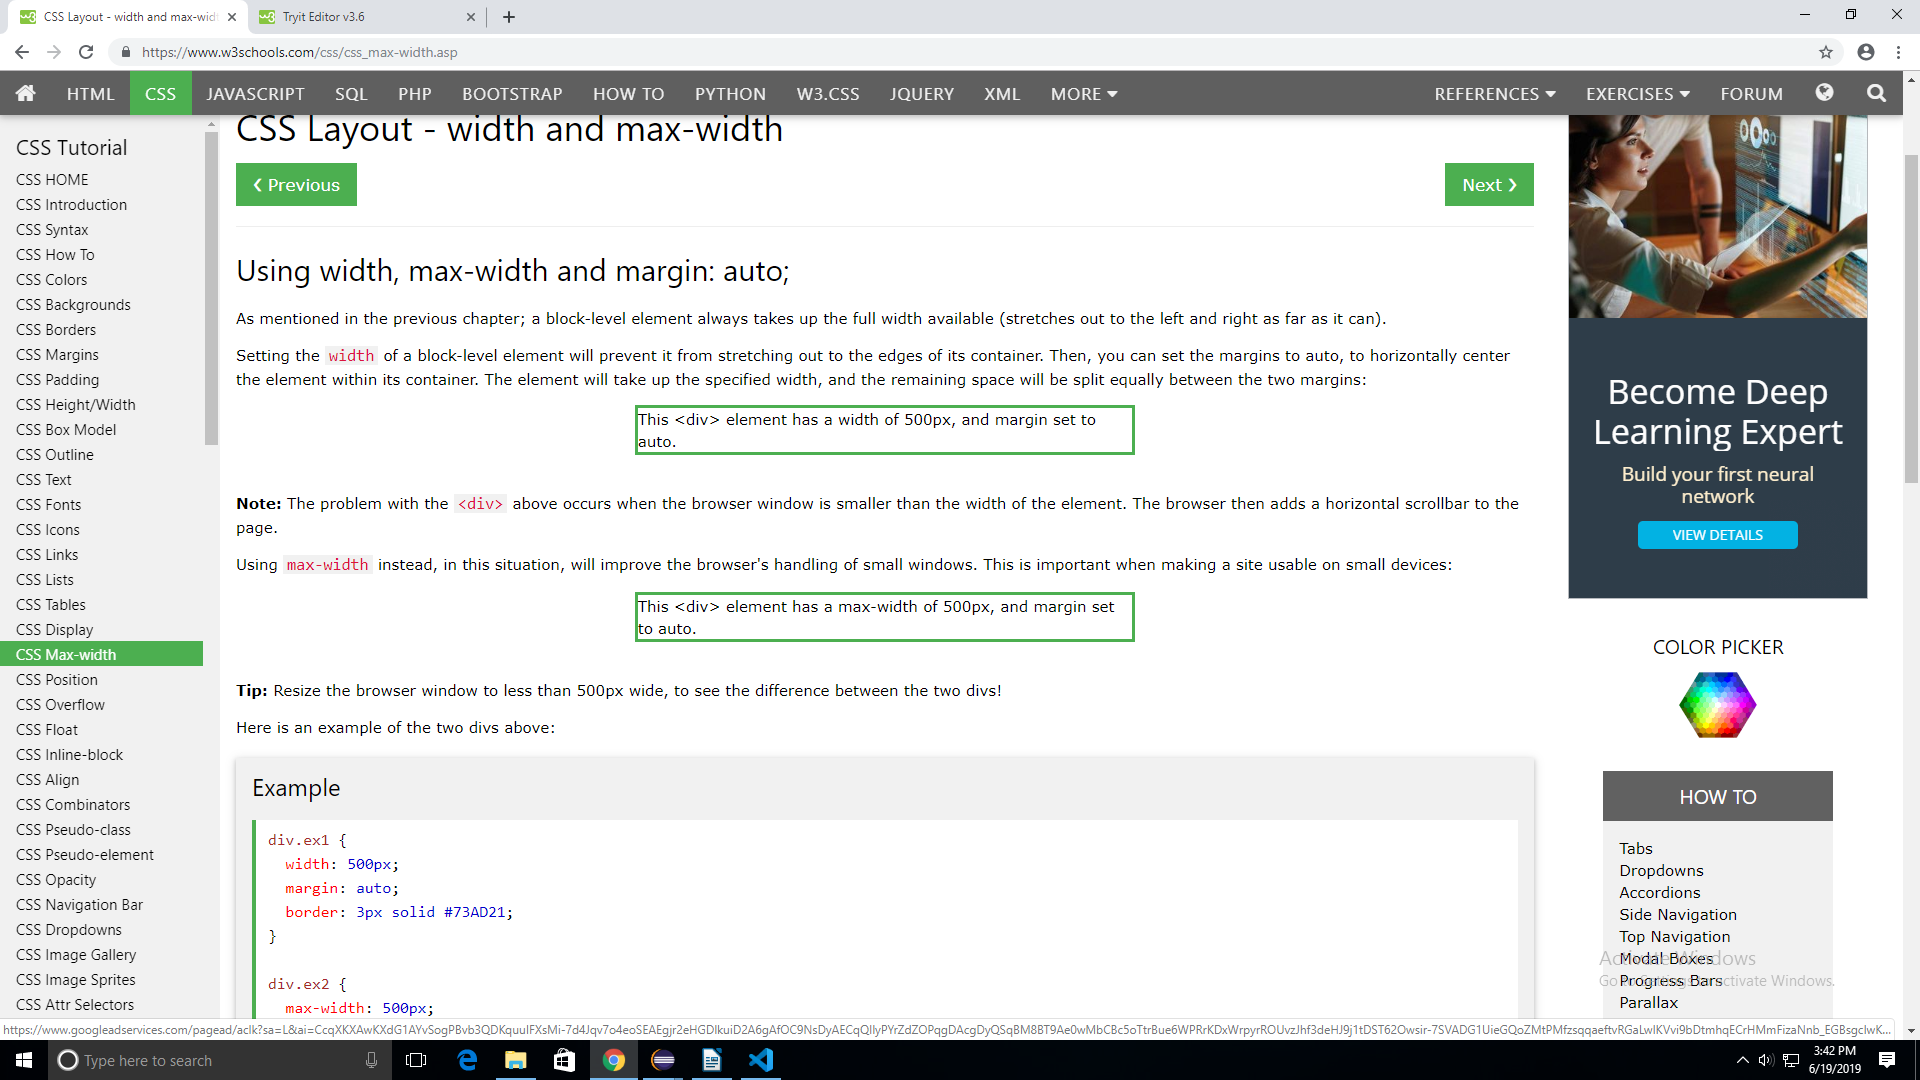 CSS Layout - width and max-widt
Tryit Editor v3.6
https://www.w3schools.com/css/css_max-width.asp
HTML
CSS
JAVASCRIPT
SQL
PHP
BOOTSTRAP
HOW TO
PYTHON
W3.CSS
JQUERY
XML
MORE
REFERENCES
EXERCISES
FORUM
CSS Tutorial
CSS HOME
CSS Introduction
CSS Syntax
CSS How To
CSS Colors
CSS Backgrounds
CSS Borders
CSS Margins
CSS Padding
CSS Height/Width
CSS Box Model
CSS Outline
CSS Text
CSS Fonts
CSS Icons
CSS Links
CSS Lists
CSS Tables
CSS Display
CSS Max-width
CSS Position
CSS Overflow
CSS Float
CSS Inline-block
CSS Align
CSS Combinators
CSS Pseudo-class
CSS Pseudo-element
CSS Opacity
CSS Navigation Bar
CSS Dropdowns
CSS Image Gallery
CSS Image Sprites
CSS Attr Selectors
CSS Layout - width and max-width
❮ Previous
Next ❯
Using width, max-width and margin: auto;
As mentioned in the previous chapter; a block-level element always takes up the full width available (stretches out to the left and right as far as it can).
Setting the width of a block-level element will prevent it from stretching out to the edges of its container. Then, you can set the margins to auto, to horizontally center
the element within its container. The element will take up the specified width, and the remaining space will be split equally between the two margins:
This <div> element has a width of 500px, and margin set to
auto.
Note: The problem with the <div> above occurs when the browser window is smaller than the width of the element. The browser then adds a horizontal scrollbar to the
page.
Using max-width instead, in this situation, will improve the browser's handling of small windows. This is important when making a site usable on small devices:
This <div> element has a max-width of 500px, and margin set
to auto.
Tip: Resize the browser window to less than 500px wide, to see the difference between the two divs!
Here is an example of the two divs above:
Example
div.ex1 {
width: 500px;
margin: auto;
border: 3px solid #73AD21;
}
div.ex2 {
max-width: 500px;
Become Deep
Learning Expert
Build your first neural
network
VIEW DETAILS
COLOR PICKER
HOW TO
Tabs
Dropdowns
Accordions
Side Navigation
Top Navigation
Modal Boxes
Progress Bars
Parallax
Activate Windows
Go to Settings to activate Windows.
Type here to search
3:42 PM
6/19/2019